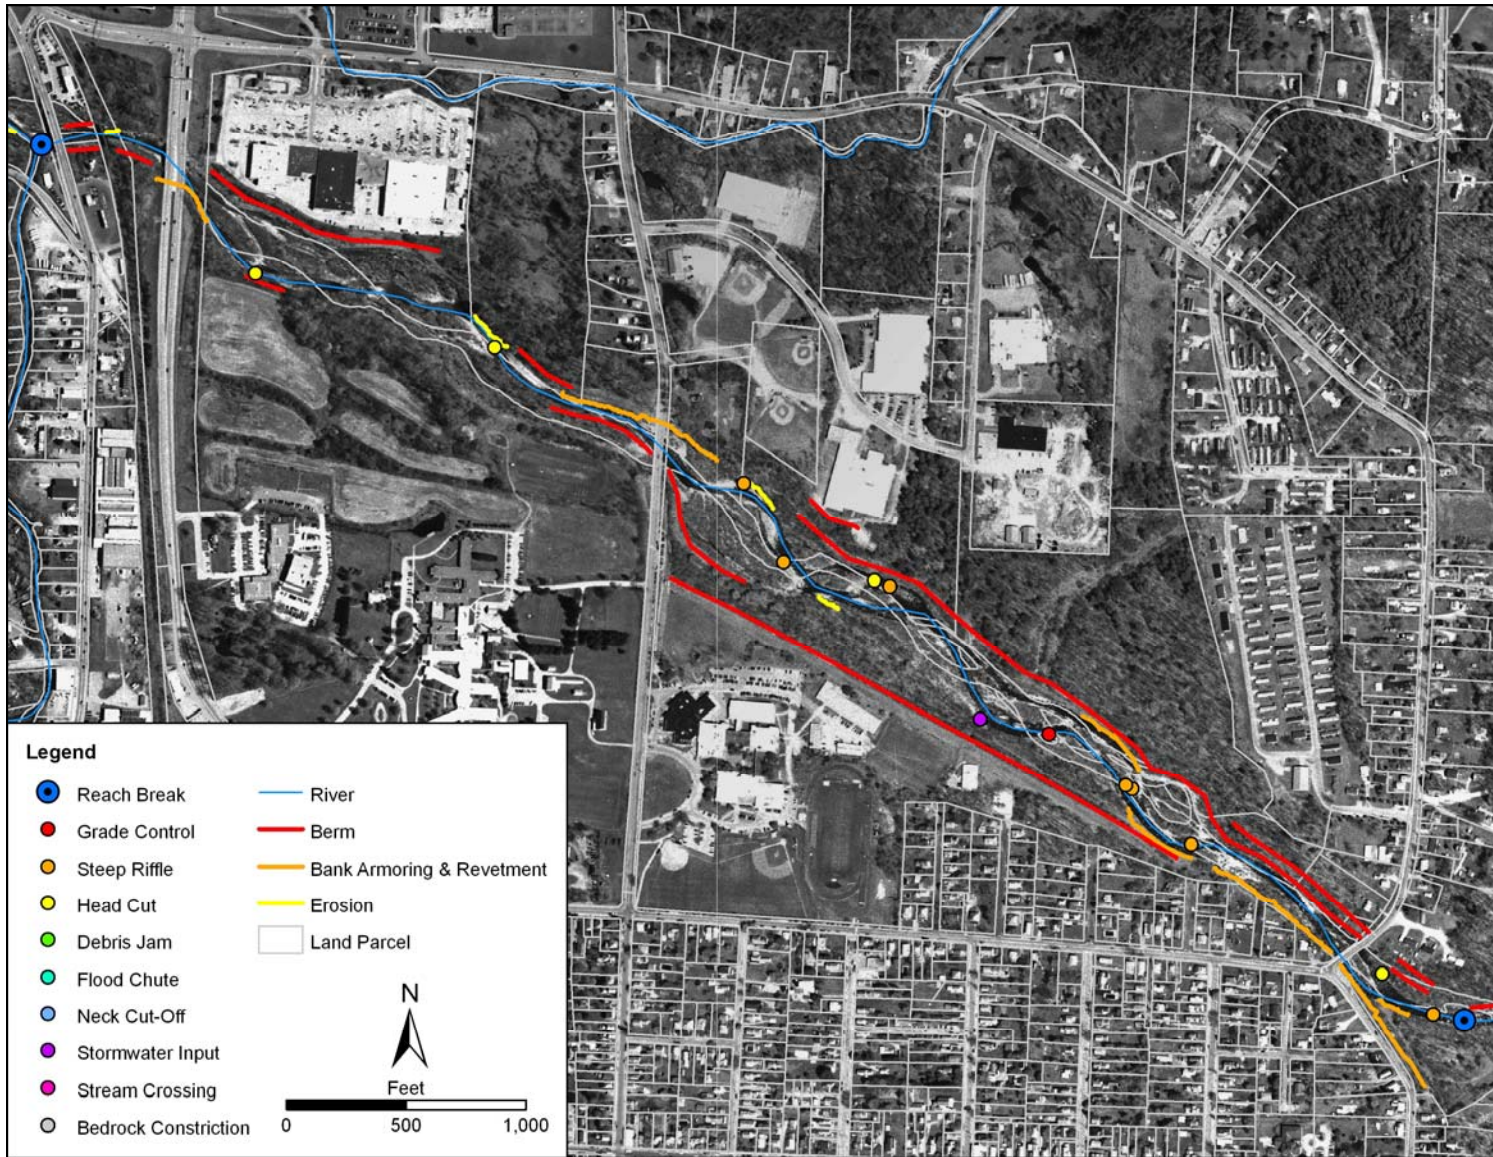 Legend
Reach Break
Grade Control
Steep Riffle
Head Cut
Debris Jam
Flood Chute
Neck Cut-Off
Stormwater Input
Stream Crossing
Bedrock Constriction
River
Berm
Bank Armoring & Revetment
Erosion
Land Parcel
N
Feet
0 500 1,000